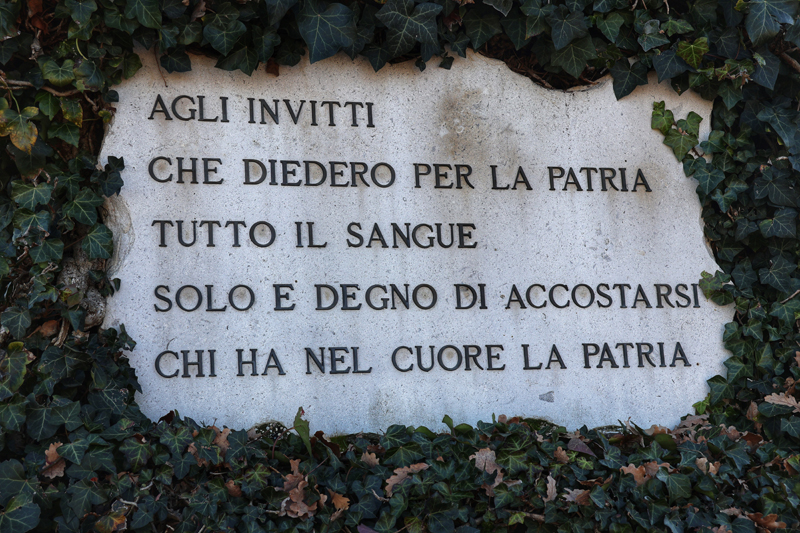 AGLI INVITTI
CHE DIEDERO PER LA PATRIA
TUTTO IL SANGUE
SOLO E' DEGNO DI ACCOSTARSI
CHI HA NEL CUORE LA PATRIA.